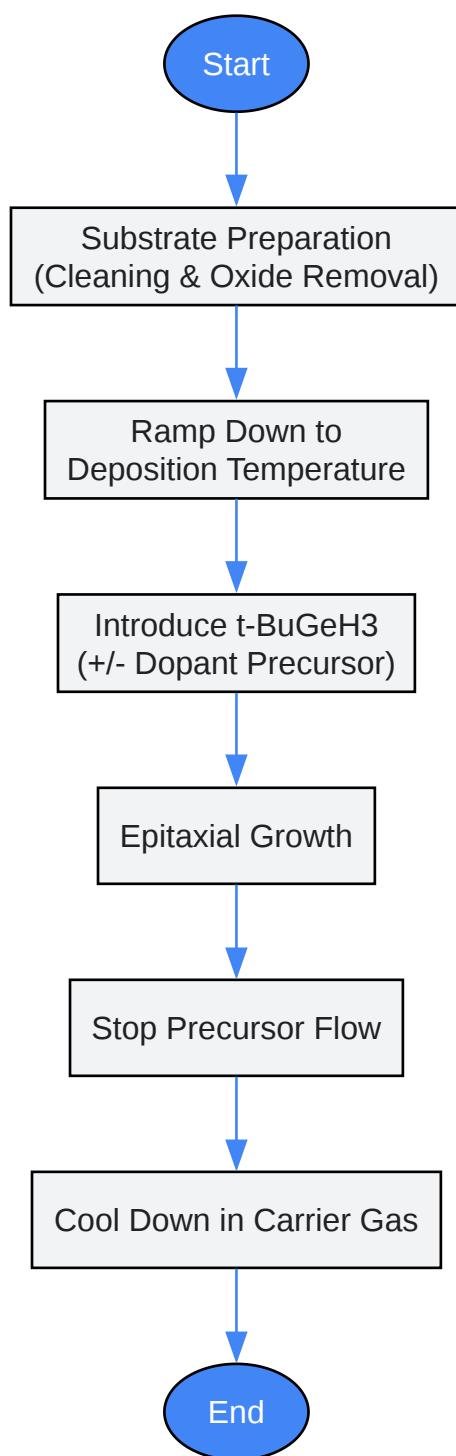 Start
Substrate Preparation
(Cleaning & Oxide Removal)
Ramp Down to
Deposition Temperature
Introduce t-BuGeH3
(+/- Dopant Precursor)
Epitaxial Growth
Stop Precursor Flow
Cool Down in Carrier Gas
End